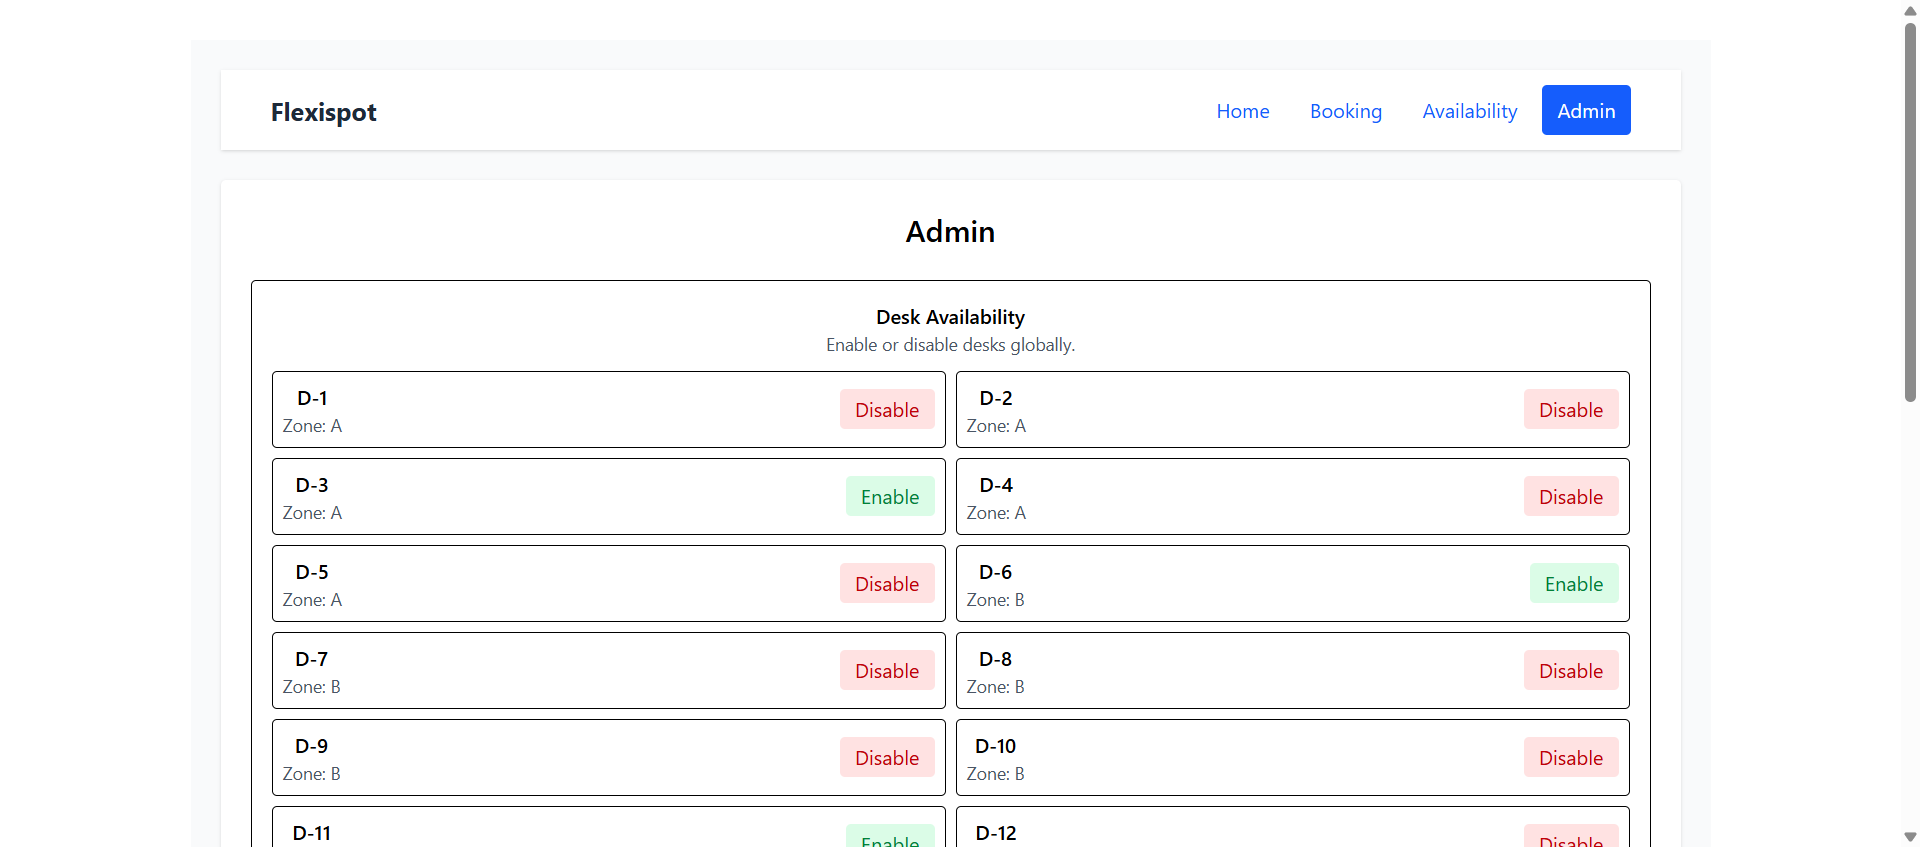 Flexispot
Home Booking Availability Admin
Admin
Desk Availability
Enable or disable desks globally.
D-1
Zone: A
Disable
D-2
Zone: A
Disable
D-3
Zone: A
Enable
D-4
Zone: A
Disable
D-5
Zone: A
Disable
D-6
Zone: B
Enable
D-7
Zone: B
Disable
D-8
Zone: B
Disable
D-9
Zone: B
Disable
D-10
Zone: B
Disable
D-11
Enable
D-12
Disable